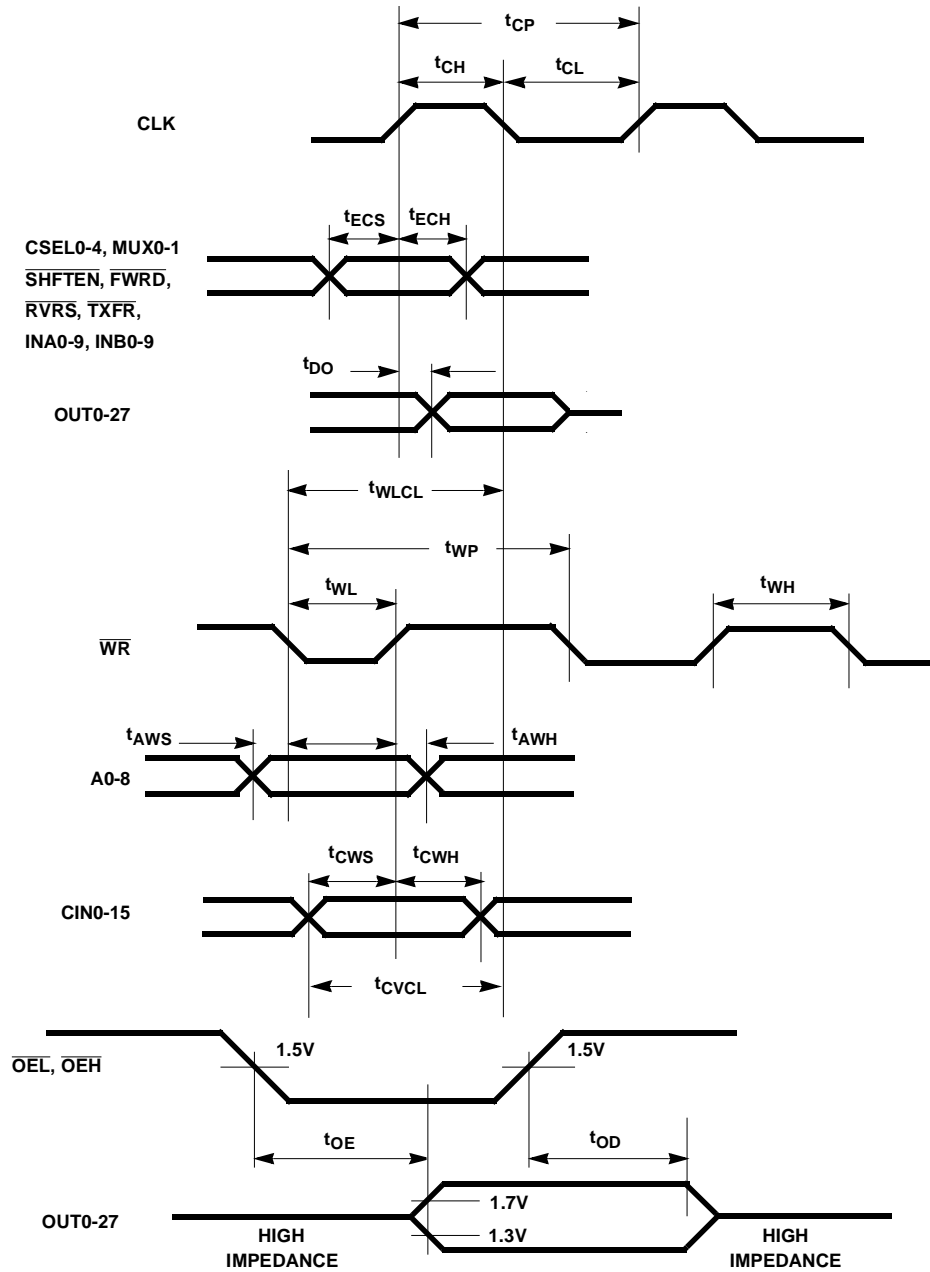 tCP
tCH
tCL
CLK
tECS
tECH
CSEL0-4, MUX0-1
SHFTEN, FWRD,
RVRS, TXFR,
INA0-9, INB0-9
tDO
OUT0-27
tWLCL
tWP
tWL
tWH
WR
tAWS
tAWH
A0-8
tCWS
tCWH
CIN0-15
tCVCL
1.5V
1.5V
OEL, OEH
tOE
tOD
1.7V
OUT0-27
1.3V
HIGH
IMPEDANCE
HIGH
IMPEDANCE